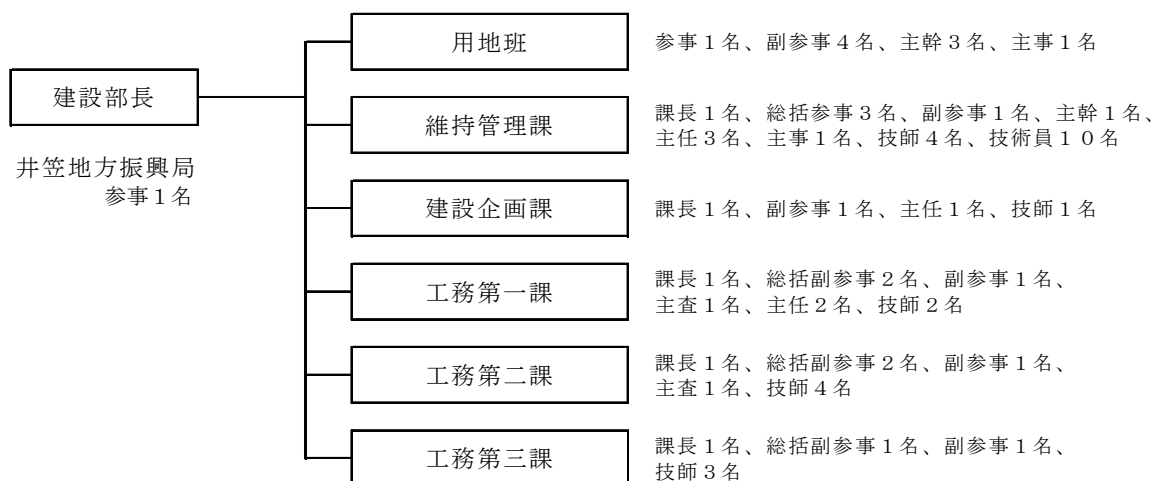 用地班
参事１名、副参事４名、主幹３名、主事１名
建設部長
井笠地方振興局
参事１名
維持管理課
課長１名、総括参事３名、副参事１名、主幹１名、
主任３名、主事１名、技師４名、技術員１０名
建設企画課
課長１名、副参事１名、主任１名、技師１名
工務第一課
課長１名、総括副参事２名、副参事１名、
主査１名、主任２名、技師２名
工務第二課
課長１名、総括副参事２名、副参事１名、
主査１名、技師４名
工務第三課
課長１名、総括副参事１名、副参事１名、
技師３名